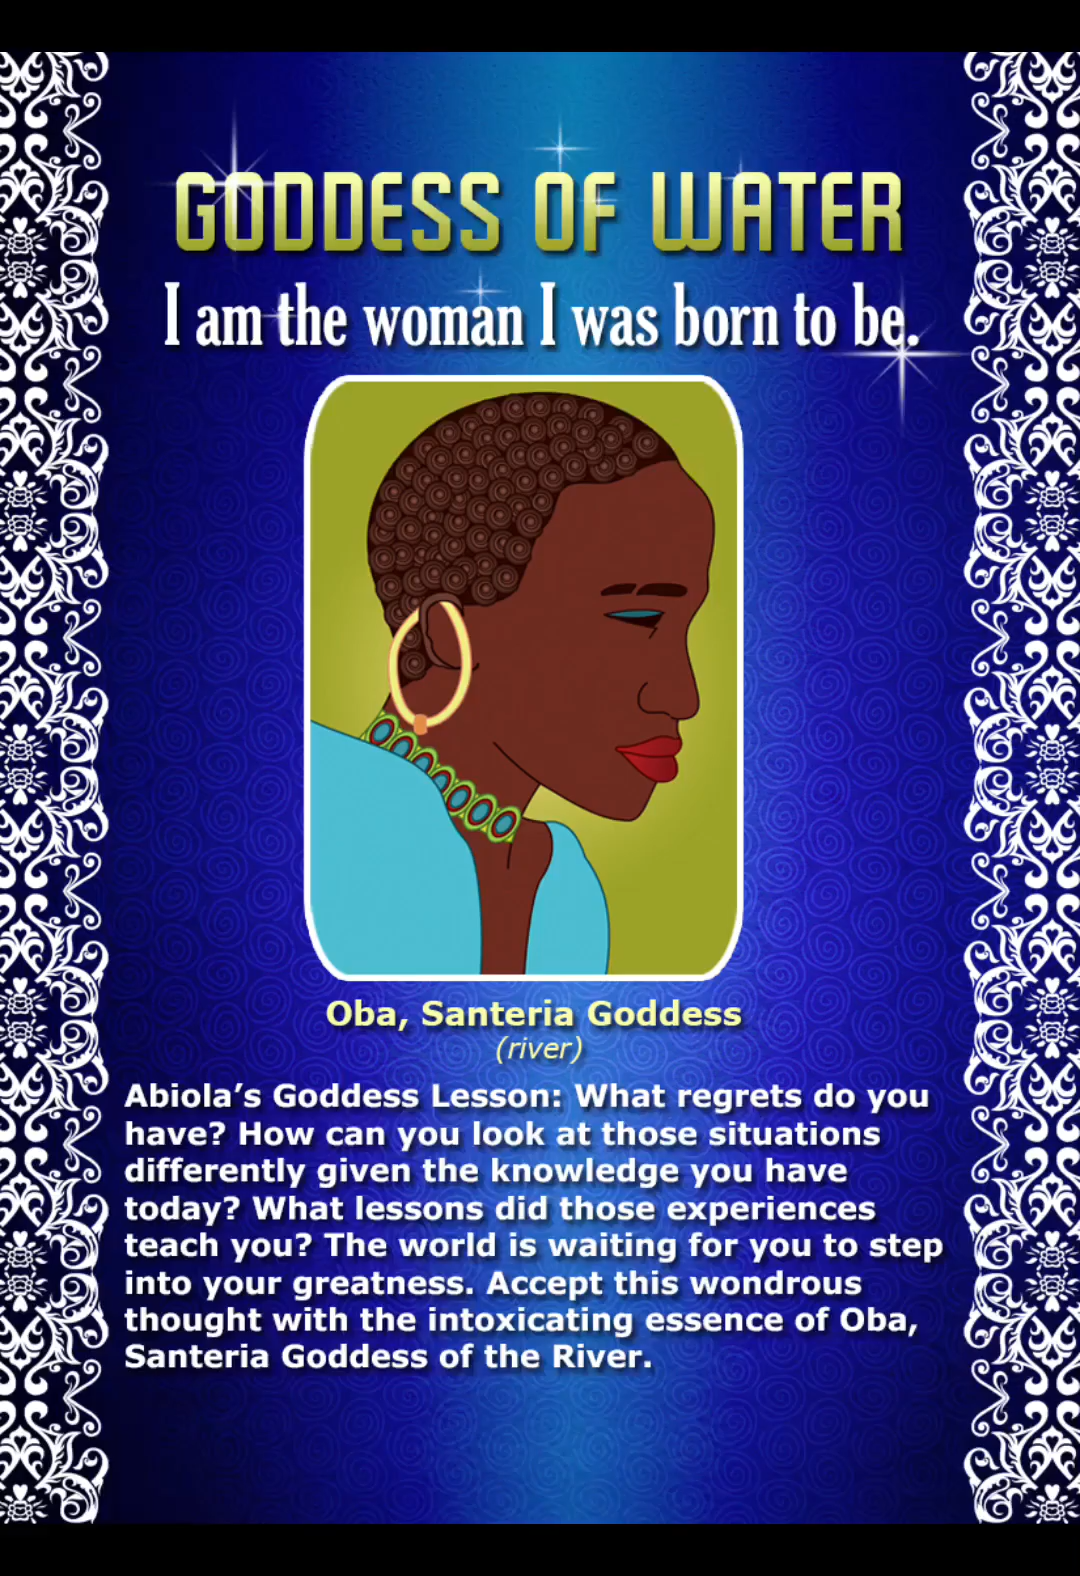 GODDESS OF WATER
I am the woman I was born to be.
Oba, Santeria Goddess
(river)
Abiola’s Goddess Lesson: What regrets do you
have? How can you look at those situations
differently given the knowledge you have
today? What lessons did those experiences
teach you? The world is waiting for you to step
into your greatness. Accept this wondrous
thought with the intoxicating essence of Oba,
Santeria Goddess of the River.